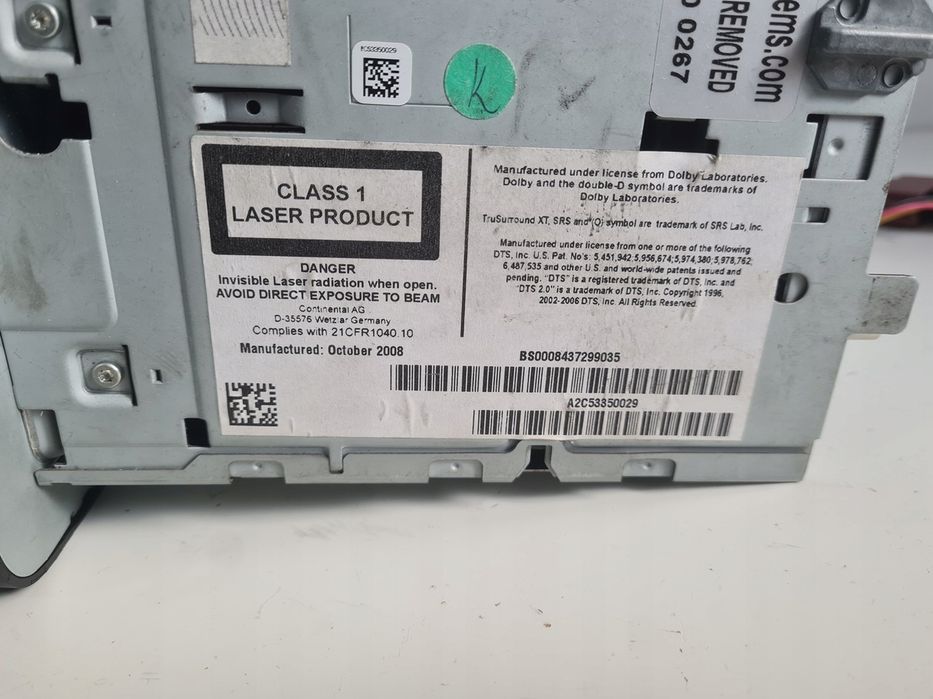 ems.com
REMOVED
0 0267
*C53350029
K
CLASS 1
LASER PRODUCT
DANGER
Invisible Laser radiation when open.
AVOID DIRECT EXPOSURE TO BEAM
Continental AG
D-35576 Wetzlar Germany
Complies with 21CFR1040.10
Manufactured: October 2008
Manufactured under license from Dolby Laboratories.
Dolby and the double-D symbol are trademarks of
Dolby Laboratories.
TruSurround XT, SRS and (O) symbol are trademark of SRS Lab, Inc.
Manufactured under license from one or more of the following
DTS, Inc. U.S. Pat. No's: 5,451,942;5,956,674;5,974,380;5,978,762;
6,487,535 and other U.S. and world-wide patents issued and
pending. "DTS" is a registered trademark of DTS, Inc. and
"DTS 2.0" is a trademark of DTS, Inc. Copyright 1996,
2002-2006 DTS, Inc. All Rights Reserved.
BS0008437299035
A2C53350029